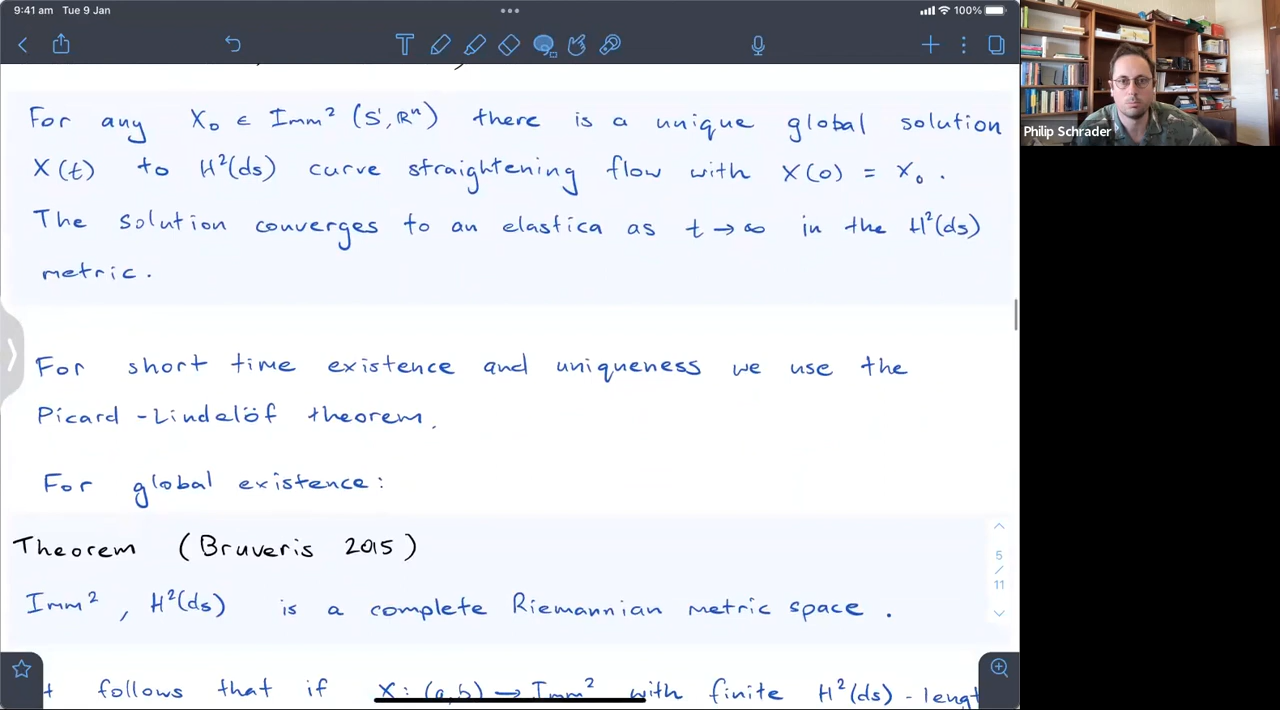 9:41 am Tue 9 Jan
100%
For any X₀ ∈ Imm² (S¹, ℝⁿ) there is a unique global solution
X(t) to H²(ds) curve straightening flow with X(0) = X₀.
The solution converges to an elastica as t → ∞ in the H²(ds)
metric.
For short time existence and uniqueness we use the
Picard-Lindelöf theorem.
For global existence:
Theorem (Bruveris 2015)
Imm², H²(ds) is a complete Riemannian metric space.
follows that if X: (a,b) → Imm² with finite H²(ds)-lengt
5
/
11
Philip Schrader